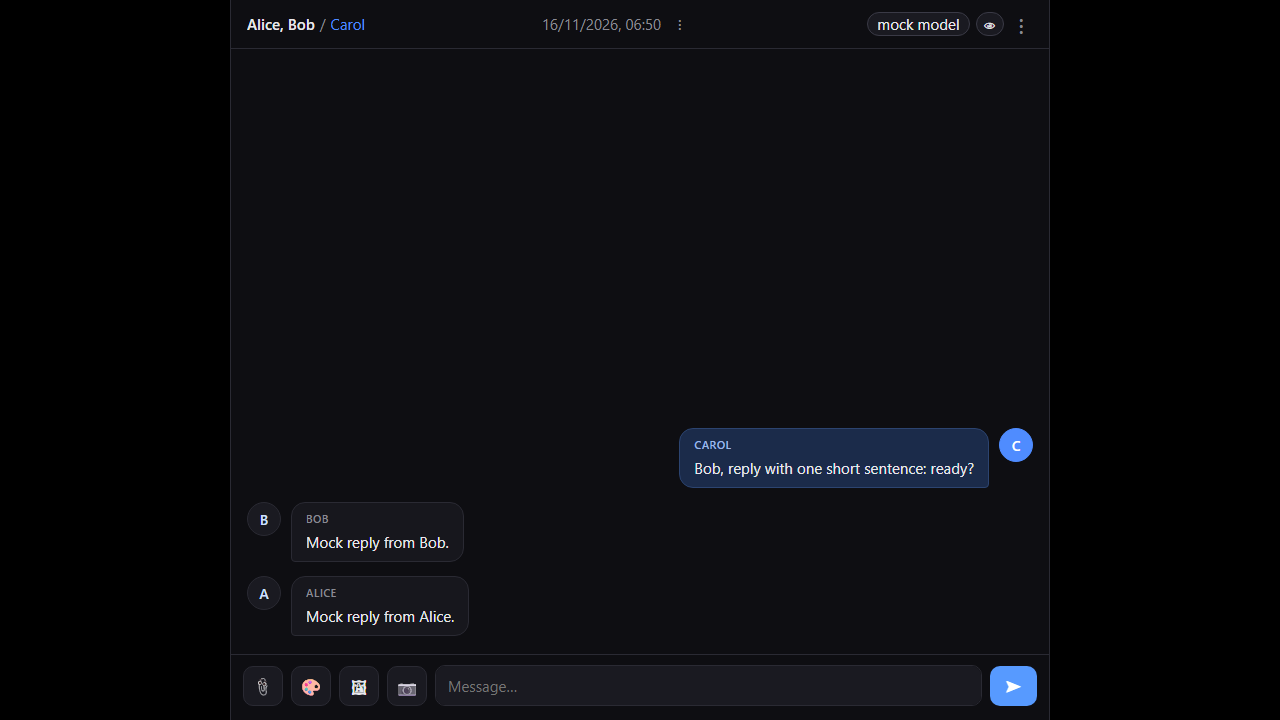 Alice, Bob / Carol
16/11/2026, 06:50
mock model
CAROL
Bob, reply with one short sentence: ready?
C
B
BOB
Mock reply from Bob.
A
ALICE
Mock reply from Alice.
Message...